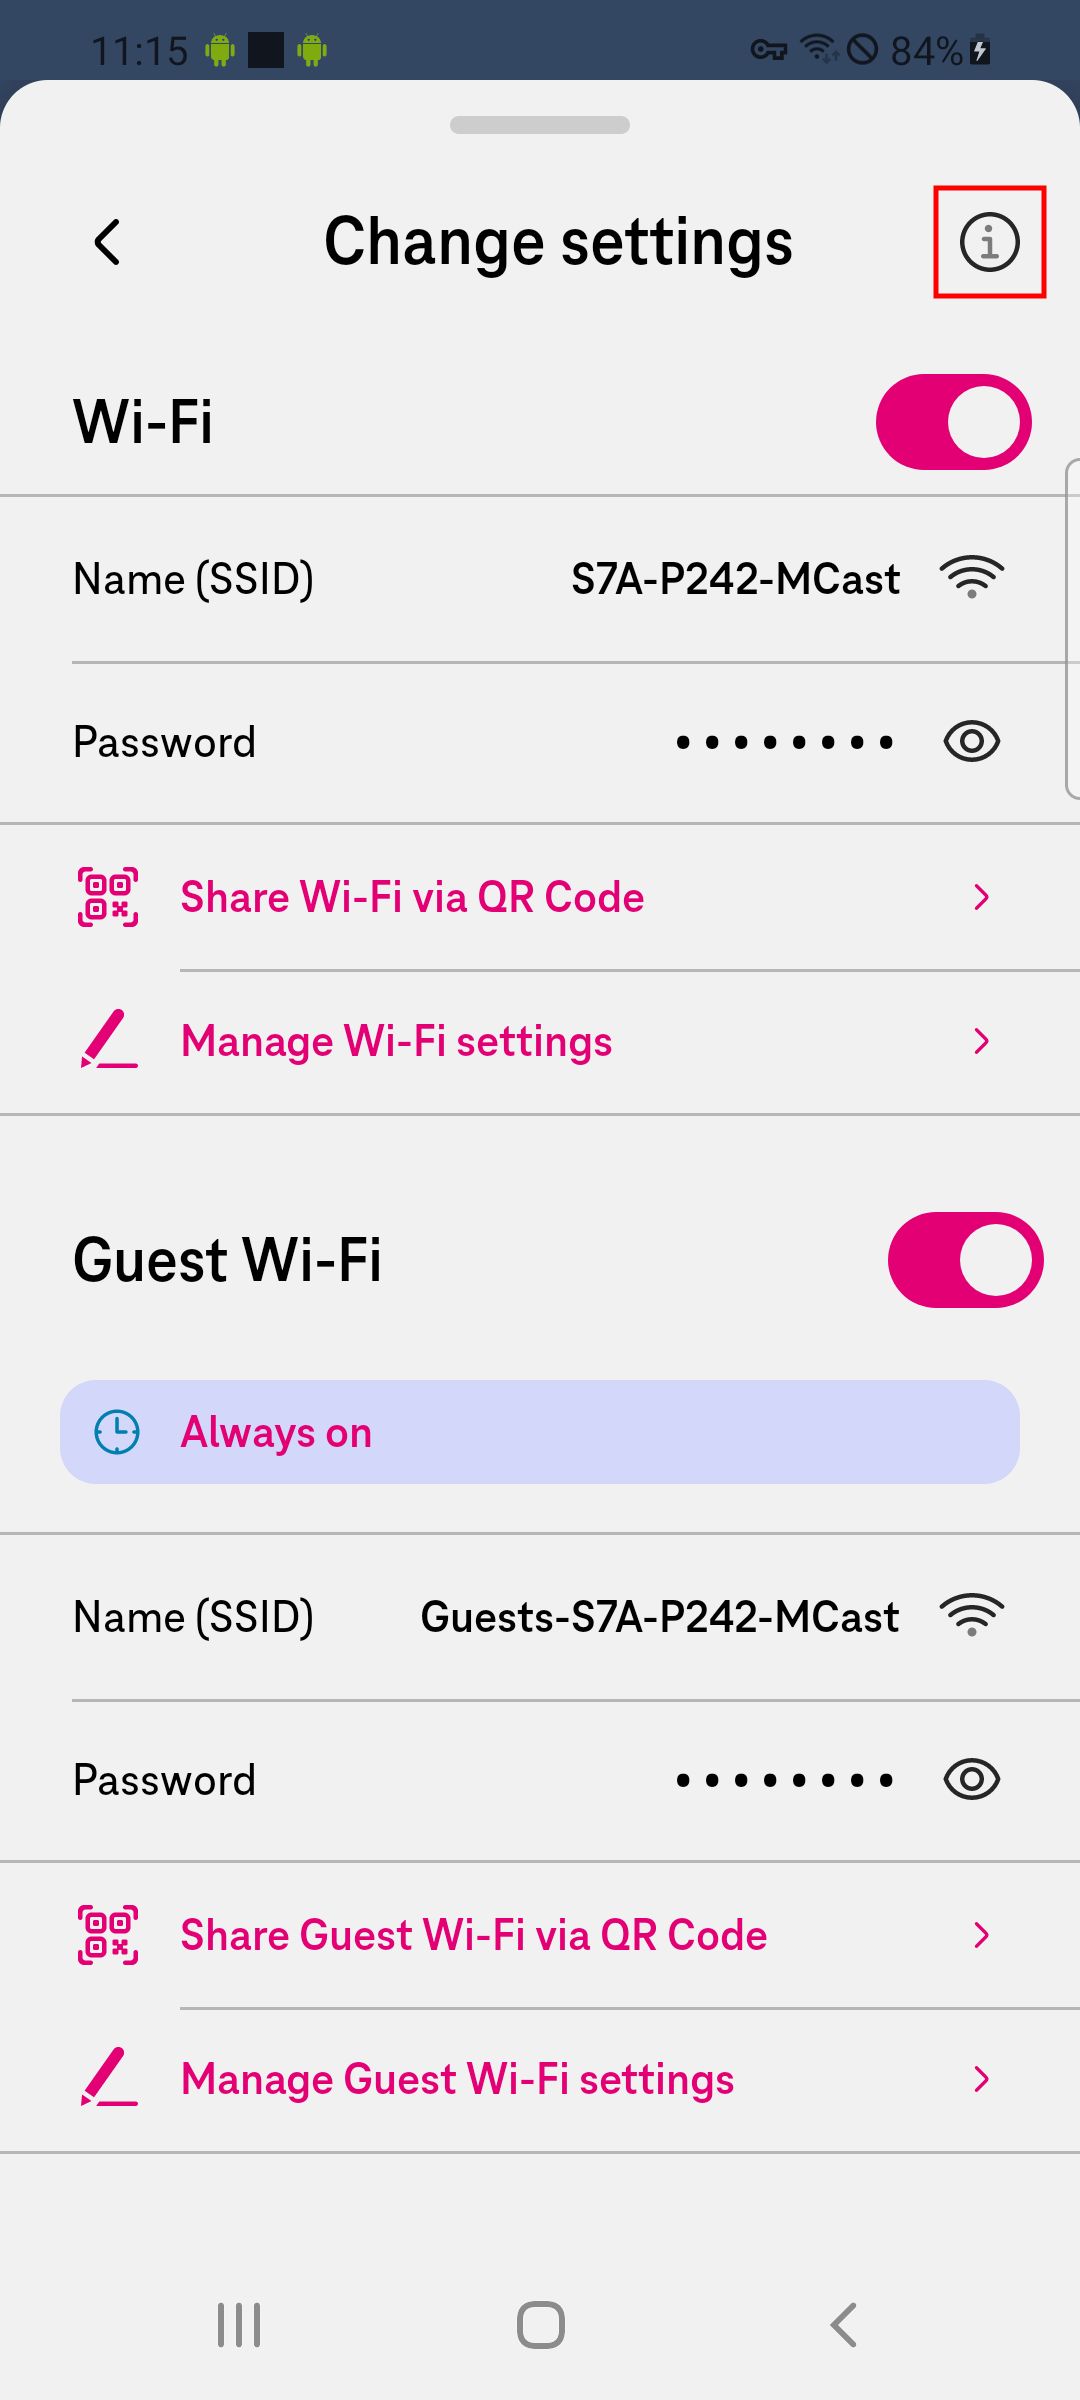 11:15 84%
Change settings
Wi-Fi
Name (SSID) S7A-P242-MCast
Password ••••••••
Share Wi-Fi via QR Code
Manage Wi-Fi settings
Guest Wi-Fi
Always on
Name (SSID) Guests-S7A-P242-MCast
Password ••••••••
Share Guest Wi-Fi via QR Code
Manage Guest Wi-Fi settings